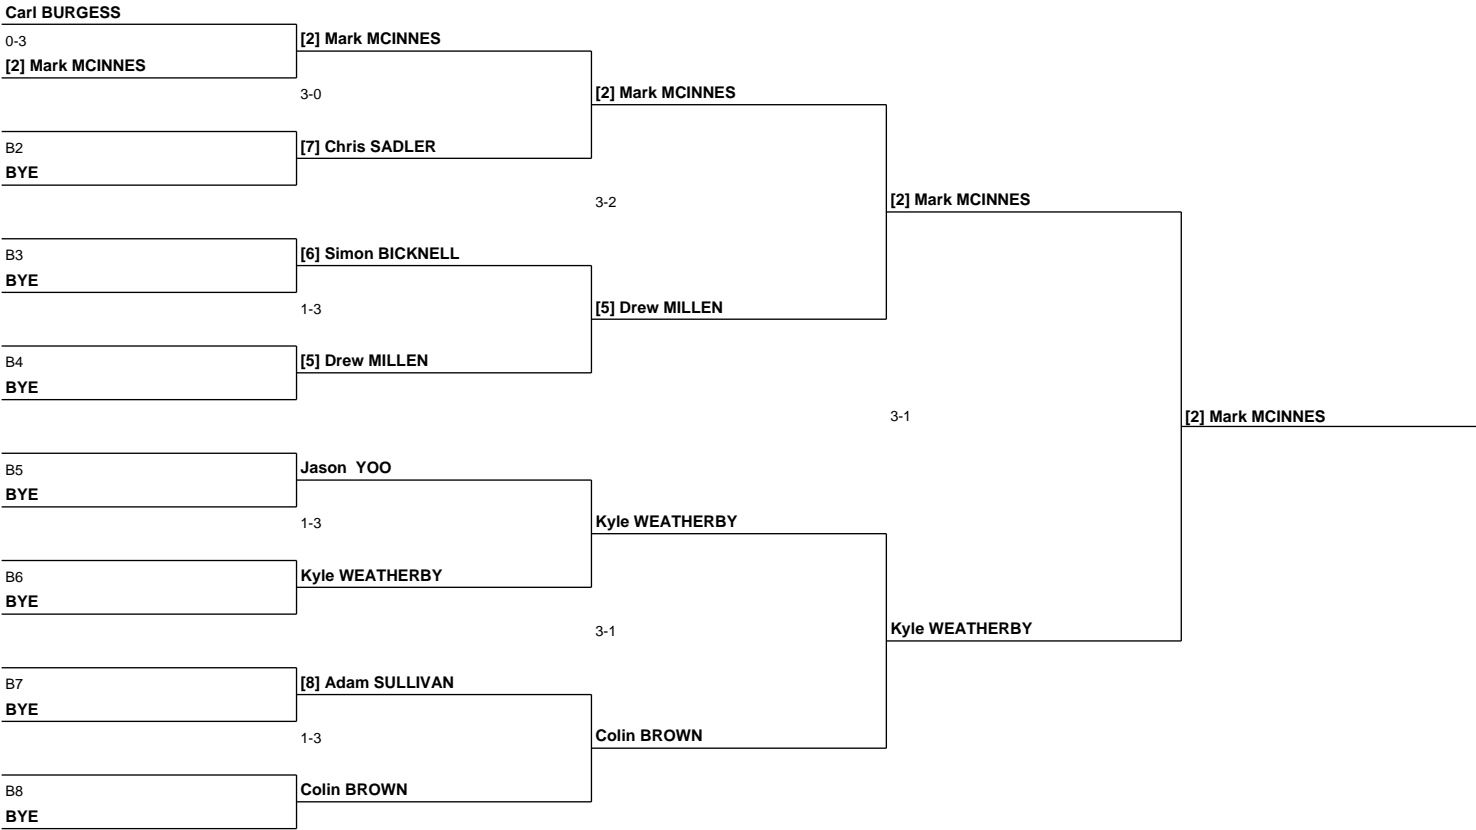 Carl BURGESS
0-3
[2] Mark MCINNES
B2
BYE
B3
BYE
B4
BYE
B5
BYE
B6
BYE
B7
BYE
B8
BYE
[2] Mark MCINNES
3-0
[7] Chris SADLER
[6] Simon BICKNELL
1-3
[5] Drew MILLEN
Jason  YOO
1-3
Kyle WEATHERBY
[8] Adam SULLIVAN
1-3
Colin BROWN
[2] Mark MCINNES
3-2
[5] Drew MILLEN
Kyle WEATHERBY
3-1
Colin BROWN
[2] Mark MCINNES
3-1
Kyle WEATHERBY
[2] Mark MCINNES